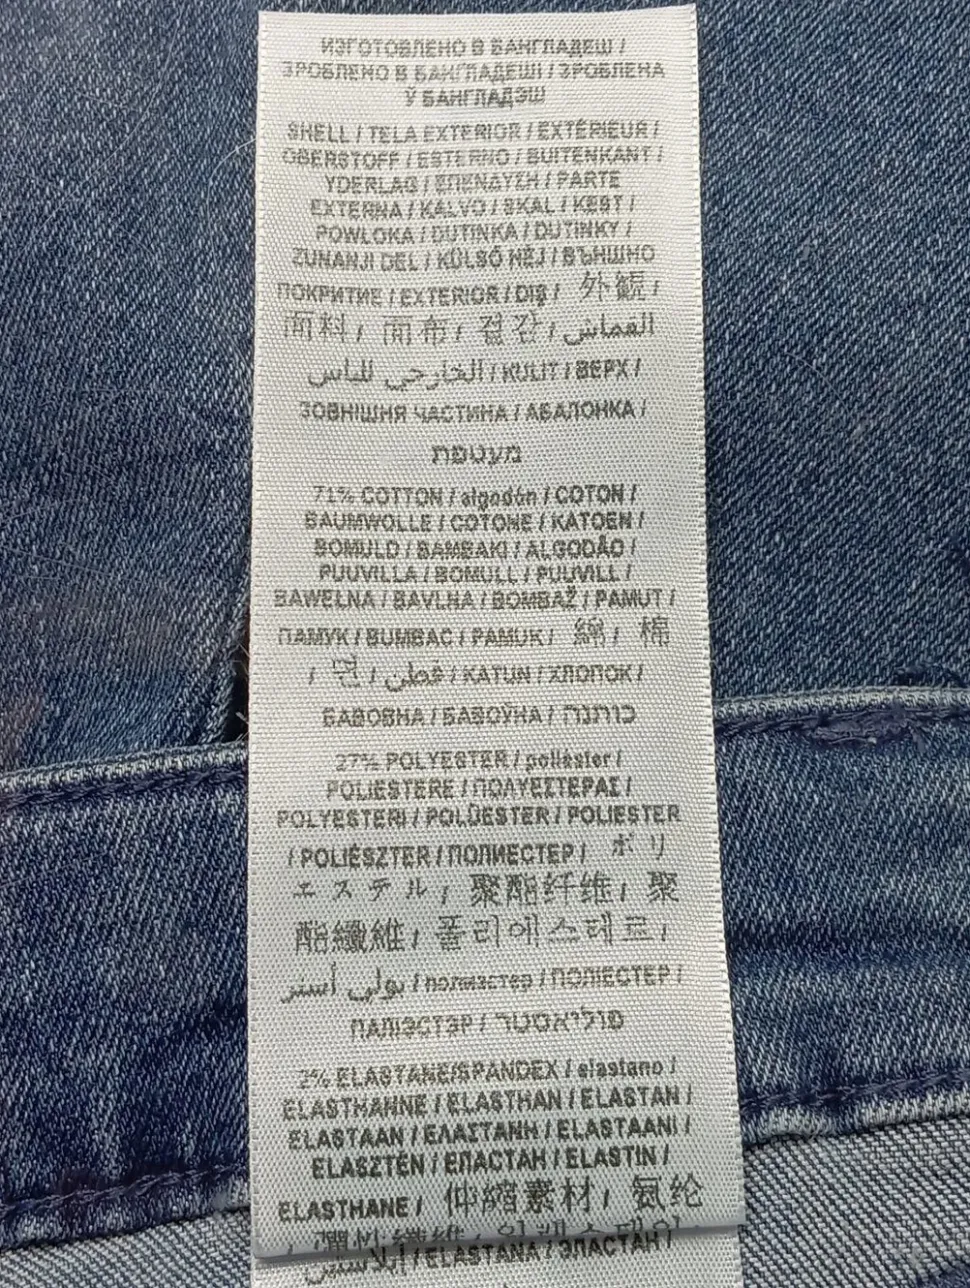 ИЗГОТОВЛЕНО В БАНГЛАДЕШ /
ЗРОБЛЕНО В БАНГЛАДЕШІ / ЗРОБЛЕНА
Ў БАНГЛАДЭШ
SHELL / TELA EXTERIOR / EXTÉRIEUR /
OBERSTOFF / ESTERNO / BUITENKANT /
YDERLAG / ΕΠΕΝΔΥΣΗ / PARTE
EXTERNA / KALVO / SKAL / KEST /
POWLOKA / DUTINKA / DUTINKY /
ZUNANJI DEL / KÜLSŐ HÉJ / ВЪНШНО
ПОКРИТИЕ / EXTERIOR / DIŞ / 外観 /
面料 / 面布 / 겉감 / القماش
الخارجي للباس / KULIT / ВЕРХ /
ЗОВНІШНЯ ЧАСТИНА / АБАЛОНКА /
מעטפת
71% COTTON / algodón / COTON /
BAUMWOLLE / COTONE / KATOEN /
BOMULD / ΒΑΜΒΑΚΙ / ALGODÃO /
PUUVILLA / BOMULL / PUUVILL /
BAWELNA / BAVLNA / BOMBAŽ / PAMUT /
ПАМУК / BUMBAC / PAMUK / 綿 / 棉
/ 면 / قطن / KATUN / ХЛОПОК /
БАВОВНА / БАВОЎНА / כותנה
27% POLYESTER / poliéster /
POLIESTERE / ΠΟΛΥΕΣΤΕΡΑΣ /
POLYESTERI / POLÜESTER / POLIESTER
/ POLIÉSZTER / ПОЛИЕСТЕР / ポリ
エステル / 聚酯纤维 / 聚
酯纖維 / 폴리에스테르 /
بولي أستر / полиэстер / ПОЛІЕСТЕР /
ПАЛІЭСТЭР / פוליאסטר
2% ELASTANE/SPANDEX / elastano /
ELASTHANNE / ELASTHAN / ELASTAN /
ELASTAAN / ΕΛΑΣΤΑΝΗ / ELASTAANI /
ELASZTÉN / ЕЛАСТАН / ELASTIN /
ELASTHANE / 伸縮素材 / 氨纶
/ ELASTANA / ЭЛАСТАН /